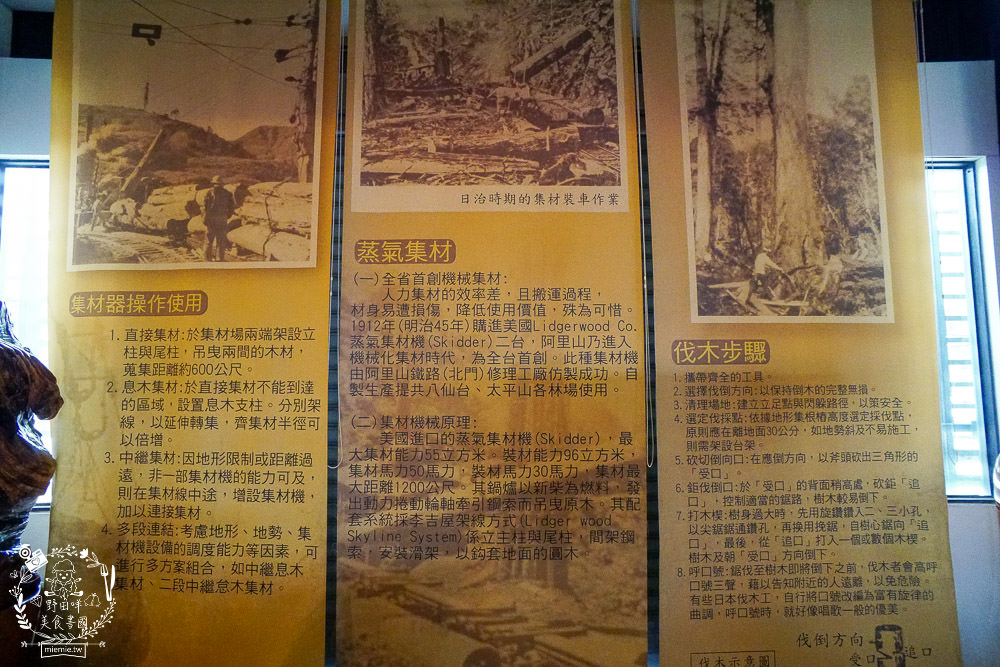 集材器操作使用
1. 直接集材:於集材場兩端架設立
柱與尾柱,吊曳兩間的木材,
蒐集距離約600公尺。
2. 息木集材:於直接集材不能到達
的區域,設置息木支柱。分別架
線,以延伸轉集,齊集材半徑可
以倍增。
3. 中繼集材:因地形限制或距離過
遠,非一部集材機的能力可及,
則在集材線中途,增設集材機,
加以連接集材。
4. 多段連結:考慮地形、地勢、集
材機設備的調度能力等因素,可
進行多方案組合,如中繼息木
集材、二段中繼怠木集材。
野田咩
美食書國
miemie.tw
日治時期的集材裝車作業
蒸氣集材
(一)全省首創機械集材:
人力集材的效率差,且搬運過程,
材身易遭損傷,降低使用價值,殊為可惜。
1912年(明治45年)購進美國Lidgerwood Co.
蒸氣集材機(Skidder)二台,阿里山乃進入
機械化集材時代,為全台首創。此種集材機
由阿里山鐵路(北門)修理工廠仿製成功。自
製生產提共八仙台、太平山各林場使用。
(二)集材機械原理:
美國進口的蒸氣集材機(Skidder),最
大集材能力55立方米。裝材能力96立方米,
集材馬力50馬力,裝材馬力30馬力,集材最
大距離1200公尺。其鍋爐以新柴為燃料,發
出動力捲動輪軸牽引鋼索而吊曳原木。其配
套系統採李吉屋架線方式(Lidger wood
Skyline System)係立主柱與尾柱,間架鋼
索,安裝滑架,以鈎套地面的圓木。
伐木步驟
1. 攜帶齊全的工具。
2. 選擇伐倒方向:以保持倒木的完整無損。
3. 清理場地:建立立足點與閃躲路徑,以策安全。
4. 選定伐採點:依據地形集根樁高度選定採伐點,
原則應在離地面30公分,如地勢斜及不易施工,
則需架設台架。
5. 砍切倒向口:在應倒方向,以斧頭砍出三角形的
「受口」。
6. 鉅伐倒口:於「受口」的背面稍高處,砍鉅「追
口」,控制適當的鋸路,樹木較易倒下。
7. 打木楔:樹身過大時,先用旋鑽鑽人二、三小孔,
以尖鋸鋸通鑽孔,再換用挽鋸,自樹心鋸向「追
口」,最後,從「追口」打入一個或數個木楔。
樹木及朝「受口」方向倒下。
8. 呼口號:鋸伐至樹木即將倒下之前,伐木者會高呼
口號三聲,藉以告知附近的人遠離,以免危險。
有些日本伐木工,自行將口號改編為富有旋律的
曲調,呼口號時,就好像唱歌一般的優美。
伐倒方向
受口
追口
伐木示意圖